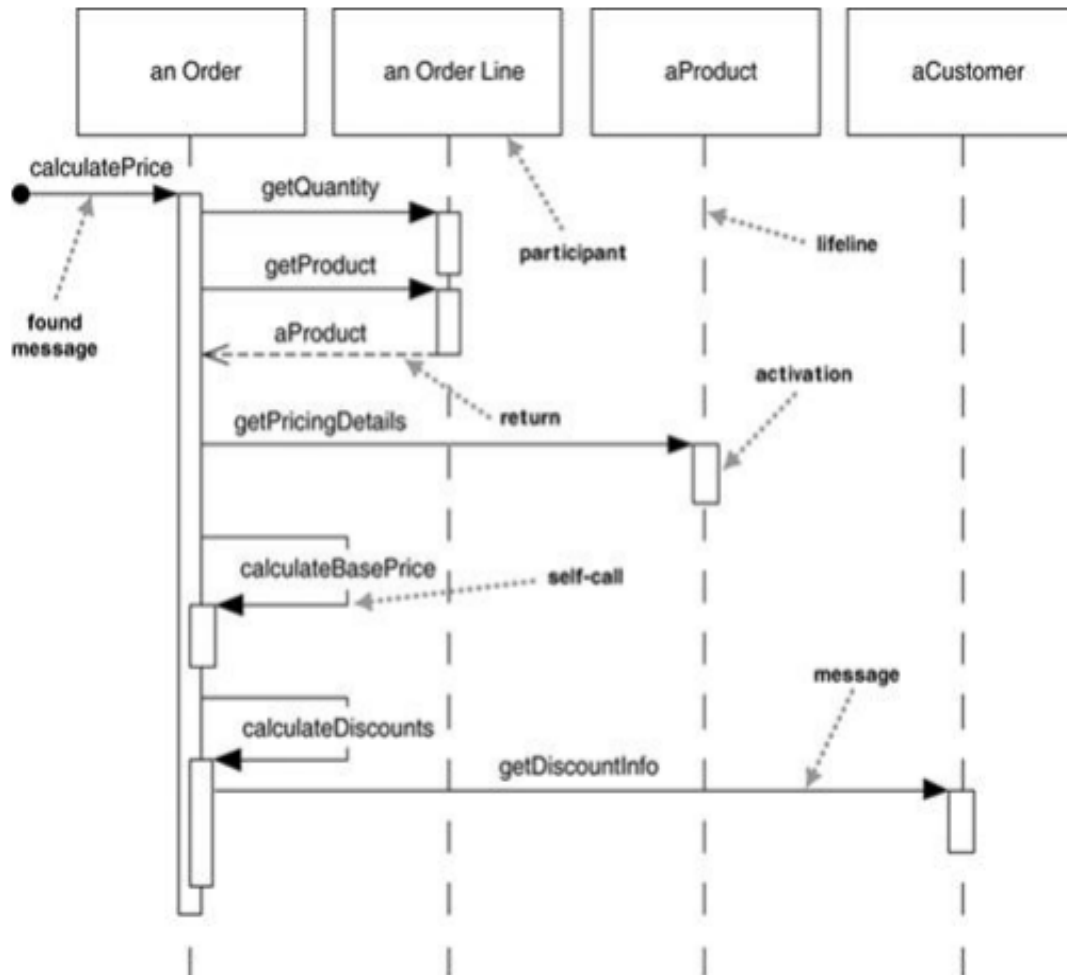 an Order
an Order Line
aProduct
aCustomer
calculatePrice
getQuantity
participant
lifeline
getProduct
found
message
aProduct
activation
return
getPricingDetails
calculateBasePrice
self-call
message
calculateDiscounts
getDiscountInfo